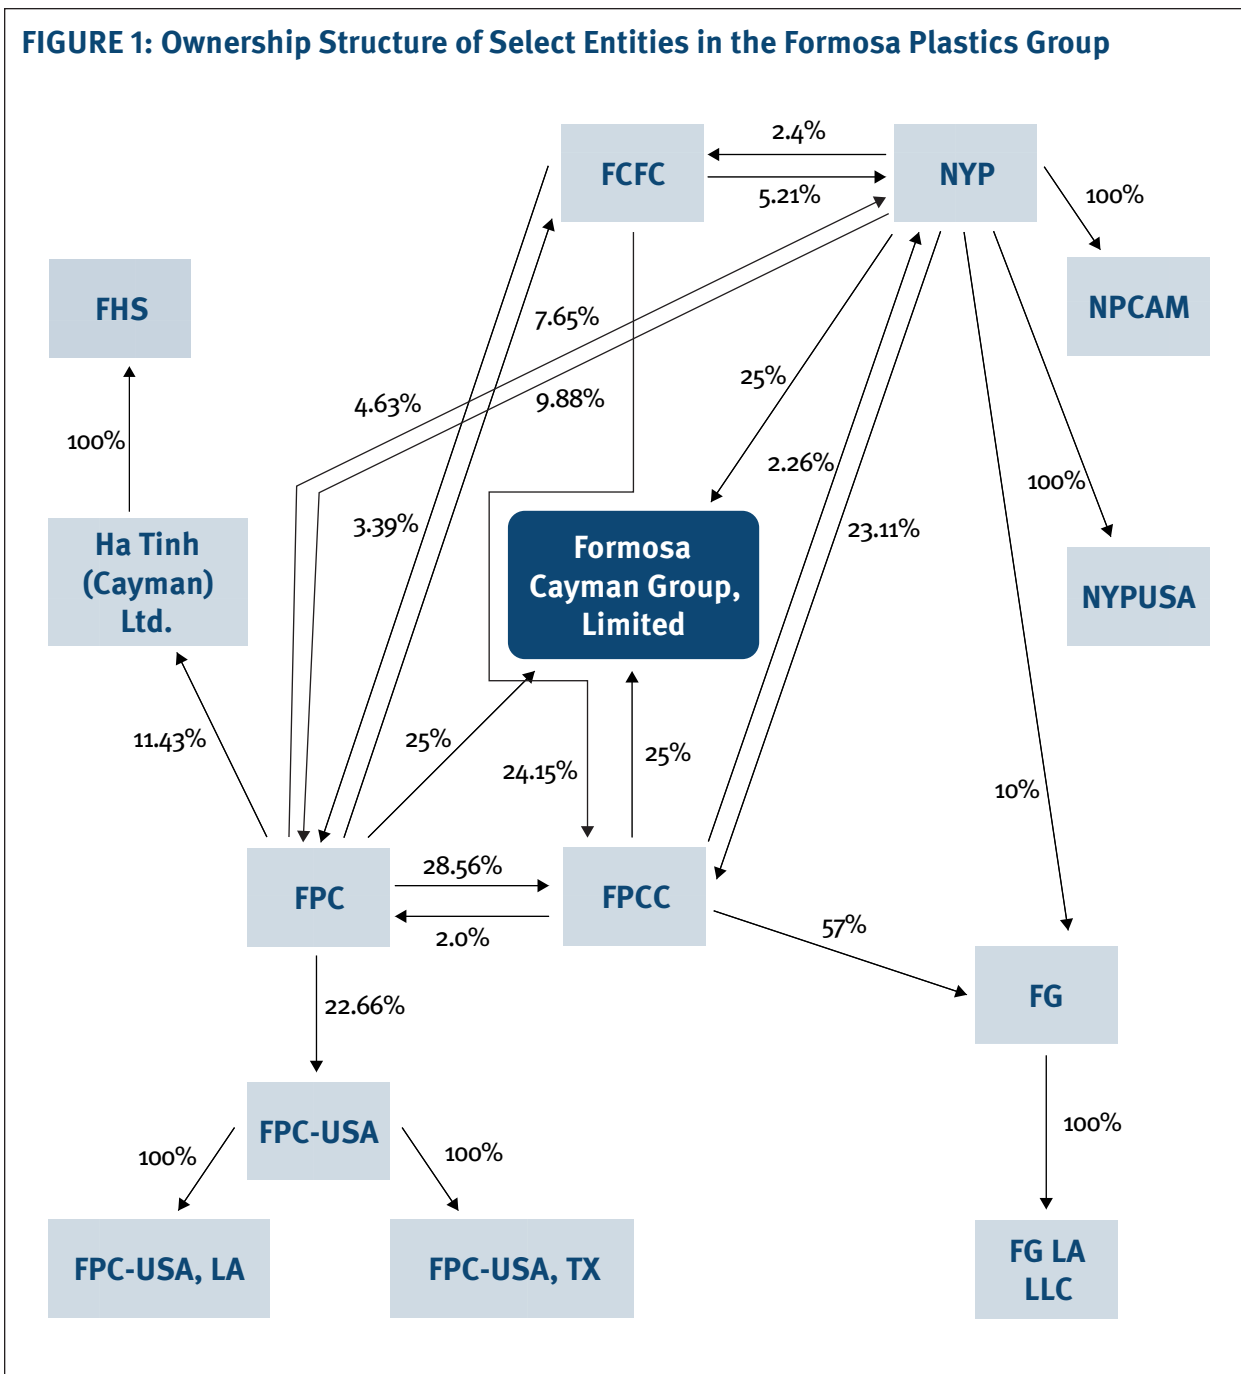 FIGURE 1: Ownership Structure of Select Entities in the Formosa Plastics Group
2.4%
FCFC
NYP
5.21%
100%
FHS
NPCAM
7.65%
25%
4.63%
9.88%
100%
2.26%
100%
3.39%
23.11%
Ha Tinh
(Cayman)
Ltd.
Formosa
Cayman Group,
Limited
NYPUSA
11.43%
25%
24.15%
25%
10%
28.56%
FPC
FPCC
2.0%
57%
FG
22.66%
FPC-USA
100%
100%
100%
FPC-USA, LA
FPC-USA, TX
FG LA
LLC